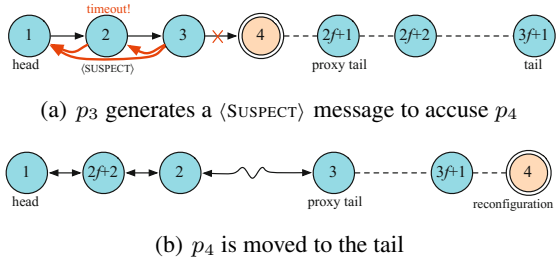 timeout!
1 2 3 4 2f+1 2f+2 3f+1
head proxy tail tail
⟨SUSPECT⟩
(a) p3 generates a ⟨SUSPECT⟩ message to accuse p4
1 2f+2 2 3 3f+1 4
head proxy tail reconfiguration
(b) p4 is moved to the tail